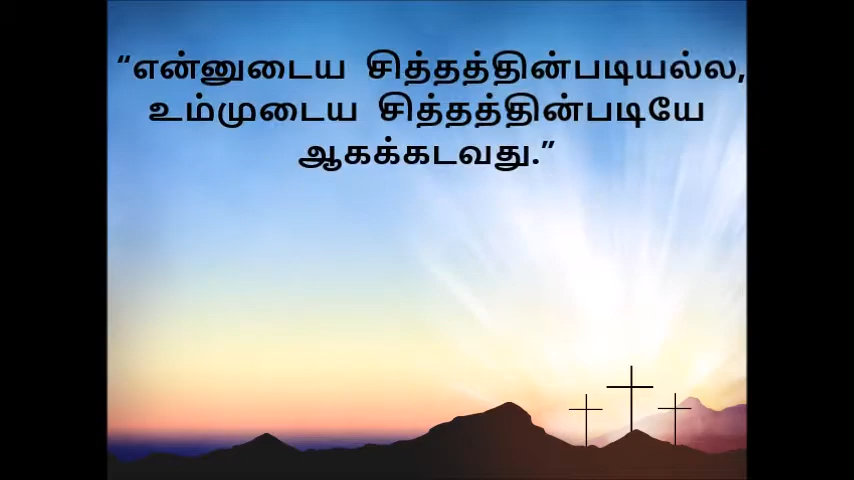 “என்னுடைய சித்தத்தின்படியல்ல,
உம்முடைய சித்தத்தின்படியே
ஆகக்கடவது.”